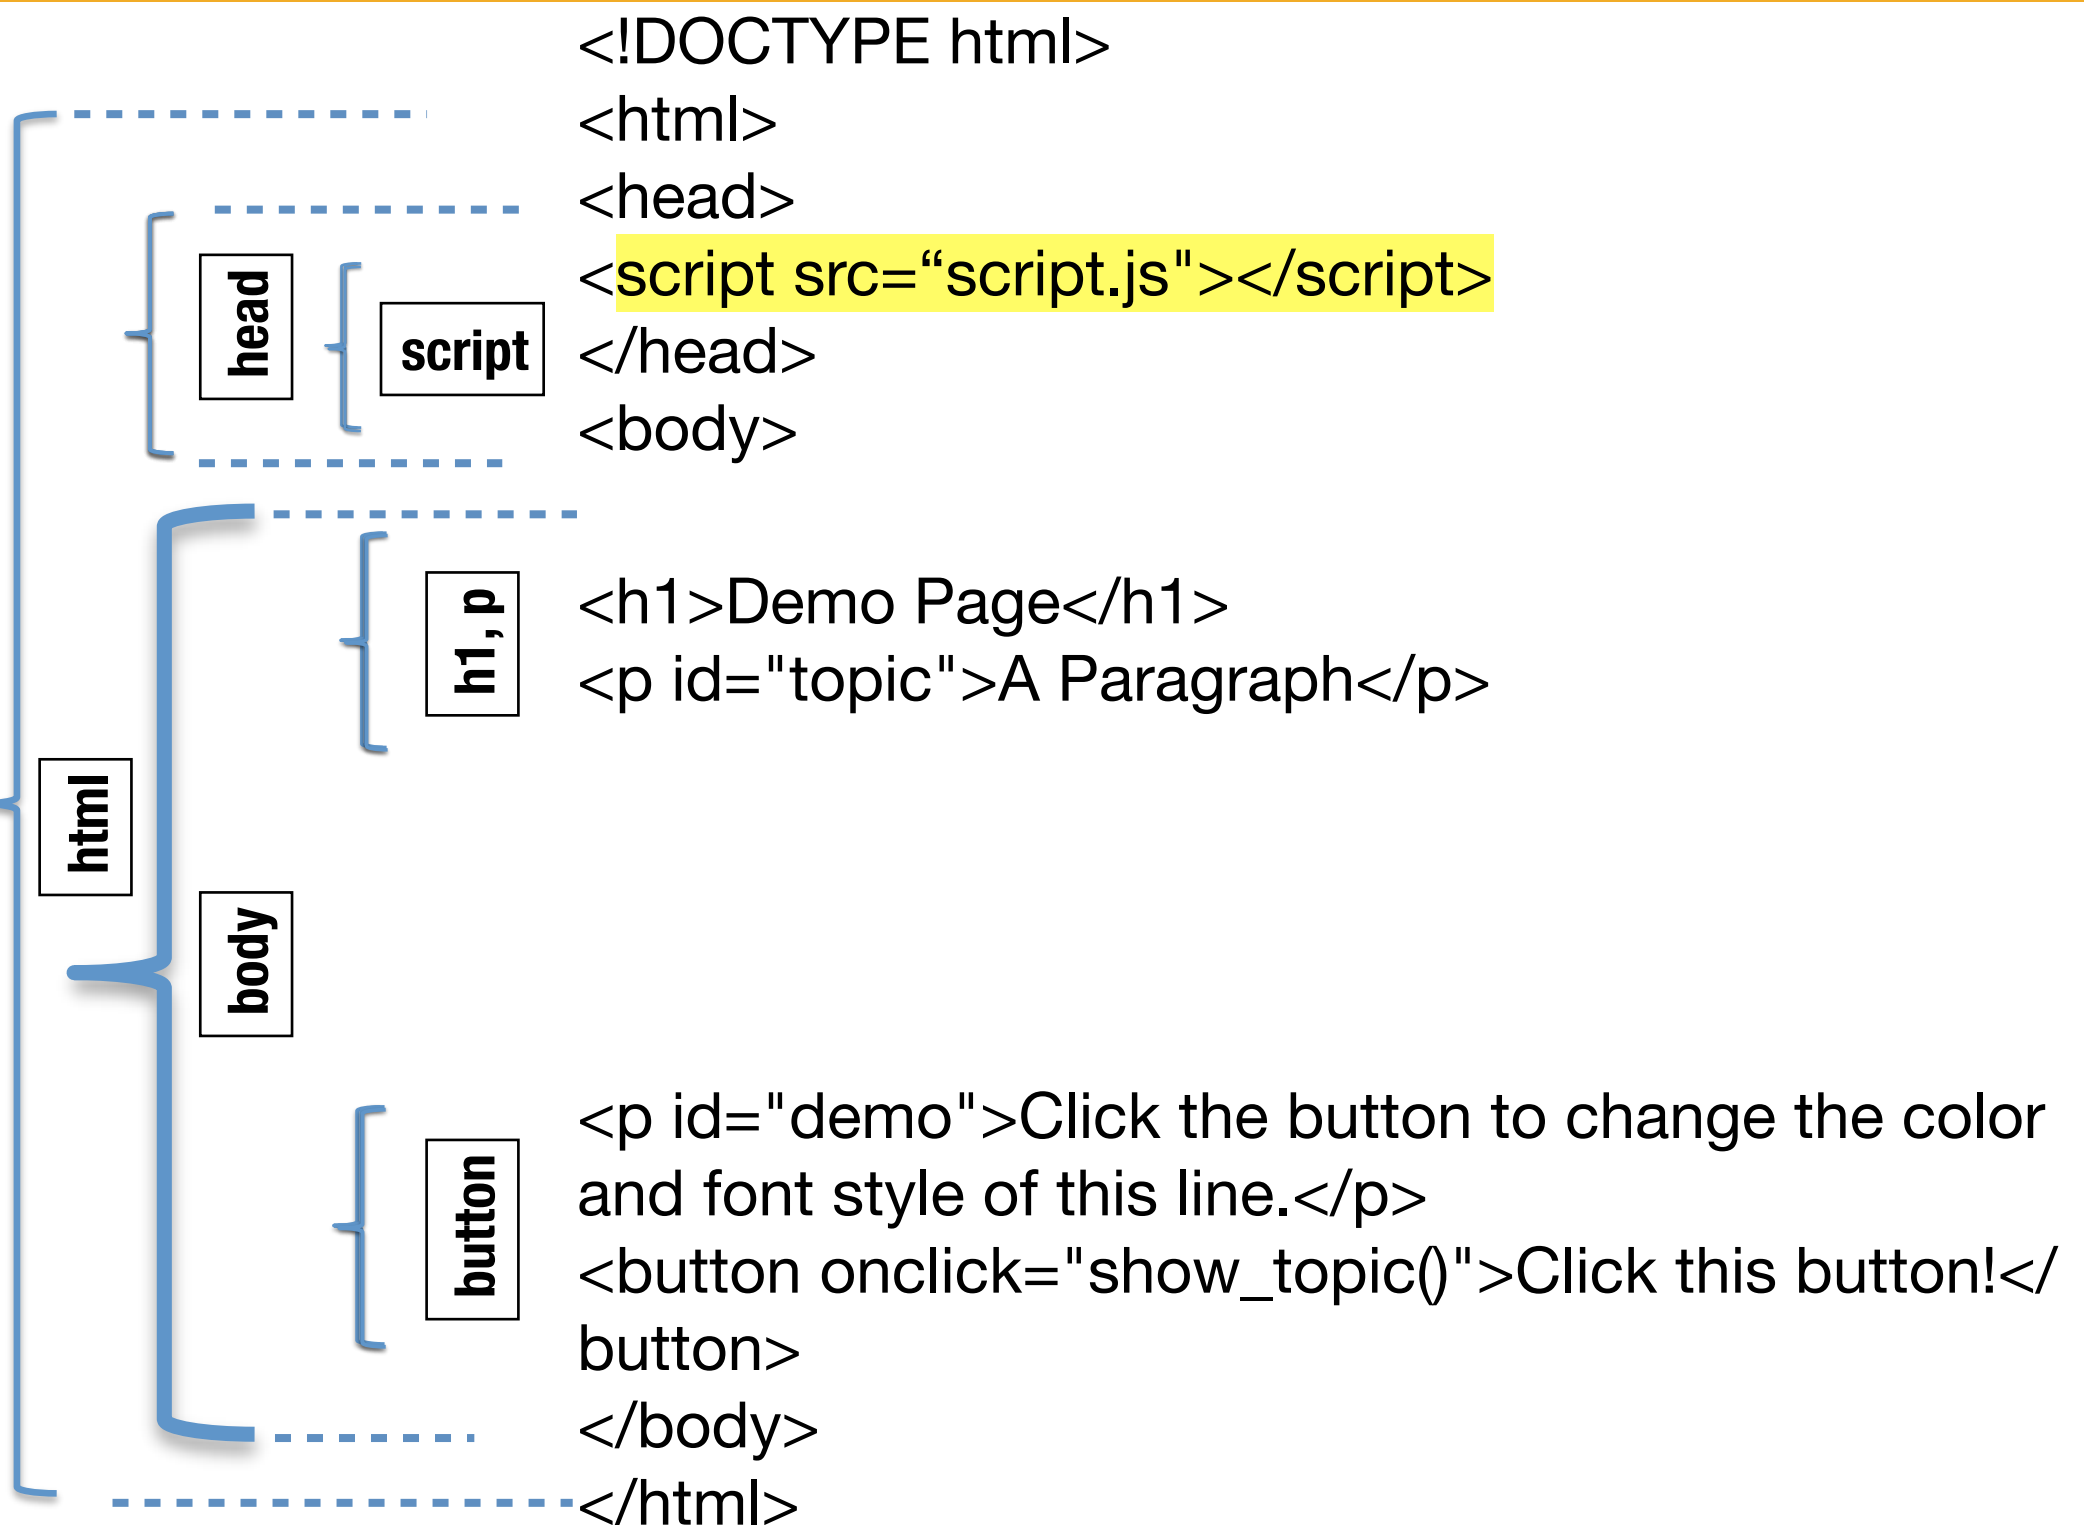 <!DOCTYPE html>
<html>
<head>
<script src=“script.js"></script>
</head>
<body>
<h1>Demo Page</h1>
<p id="topic">A Paragraph</p>
<p id="demo">Click the button to change the color
and font style of this line.</p>
<button onclick="show_topic()">Click this button!</
button>
</body>
</html>
html
head
script
body
h1, p
button